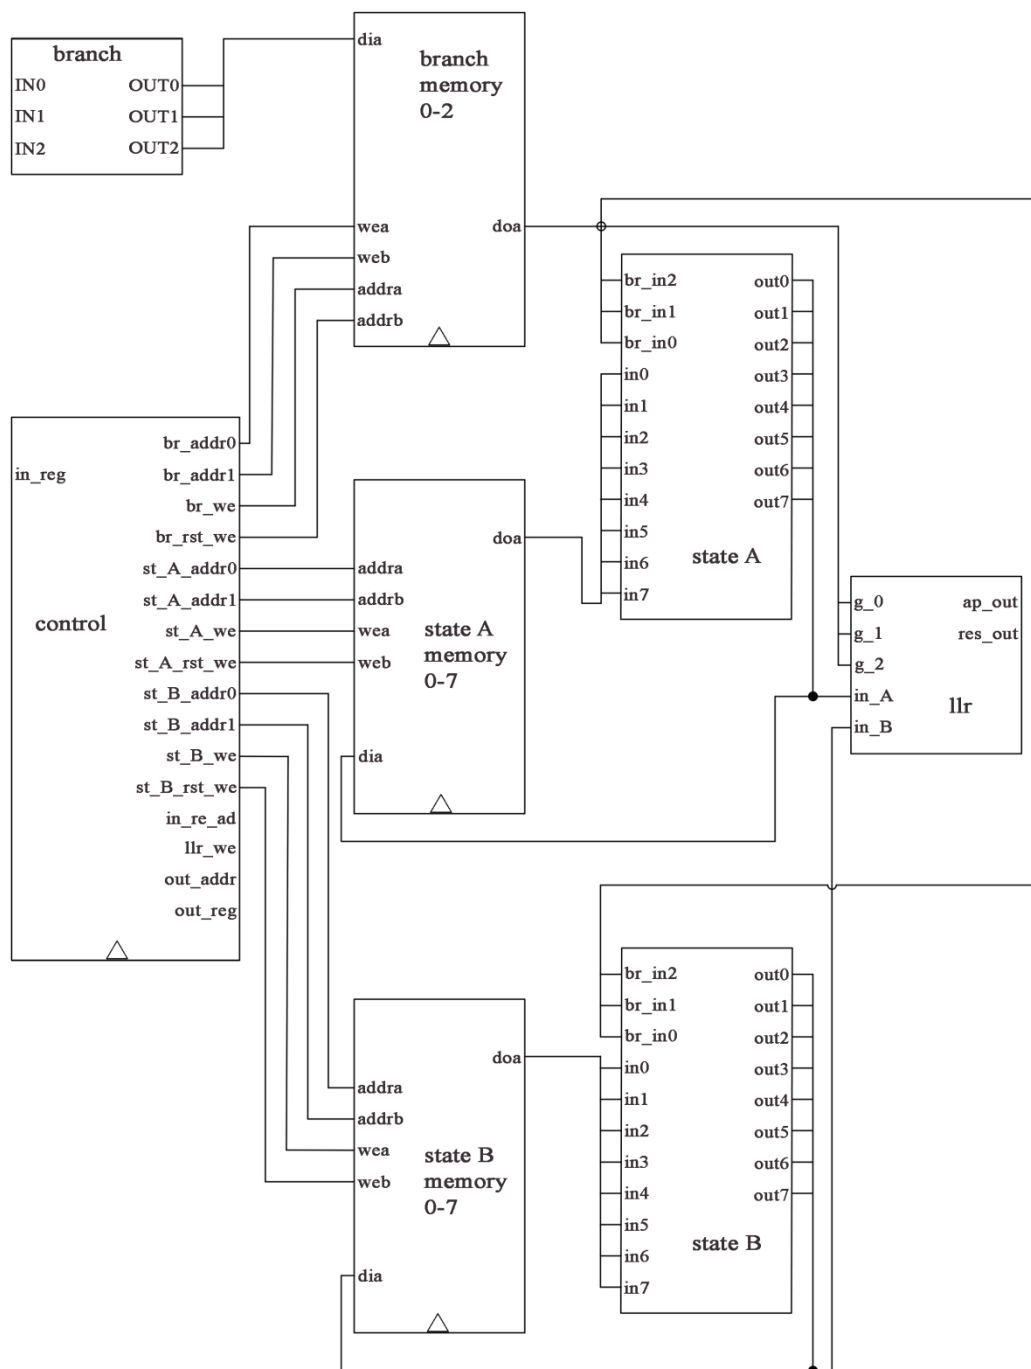 branch
IN0 OUT0
IN1 OUT1
IN2 OUT2
dia
branch
memory
0-2
wea
web
addra
addrb
doa
control
in_reg
br_addr0
br_addr1
br_we
br_rst_we
st_A_addr0
st_A_addr1
st_A_we
st_A_rst_we
st_B_addr0
st_B_addr1
st_B_we
st_B_rst_we
in_re_ad
llr_we
out_addr
out_reg
doa
addra
addrb
wea
web
state A
memory
0-7
dia
br_in2 out0
br_in1 out1
br_in0 out2
in0 out3
in1 out4
in2 out5
in3 out6
in4 out7
in5
in6
in7
state A
g_0 ap_out
g_1 res_out
g_2
in_A
in_B
llr
doa
addra
addrb
wea
web
state B
memory
0-7
dia
br_in2 out0
br_in1 out1
br_in0 out2
in0 out3
in1 out4
in2 out5
in3 out6
in4 out7
in5
in6
in7
state B